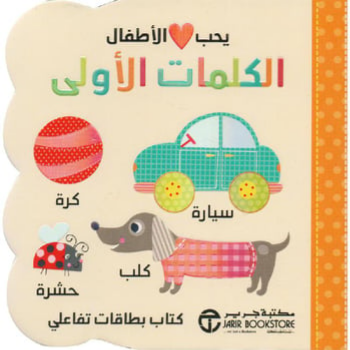 يحب الأطفال
الكلمات الأولى
كرة
سيارة
كلب
حشرة
كتاب بطاقات تفاعلي
مكتبة جرير
JARIR BOOKSTORE